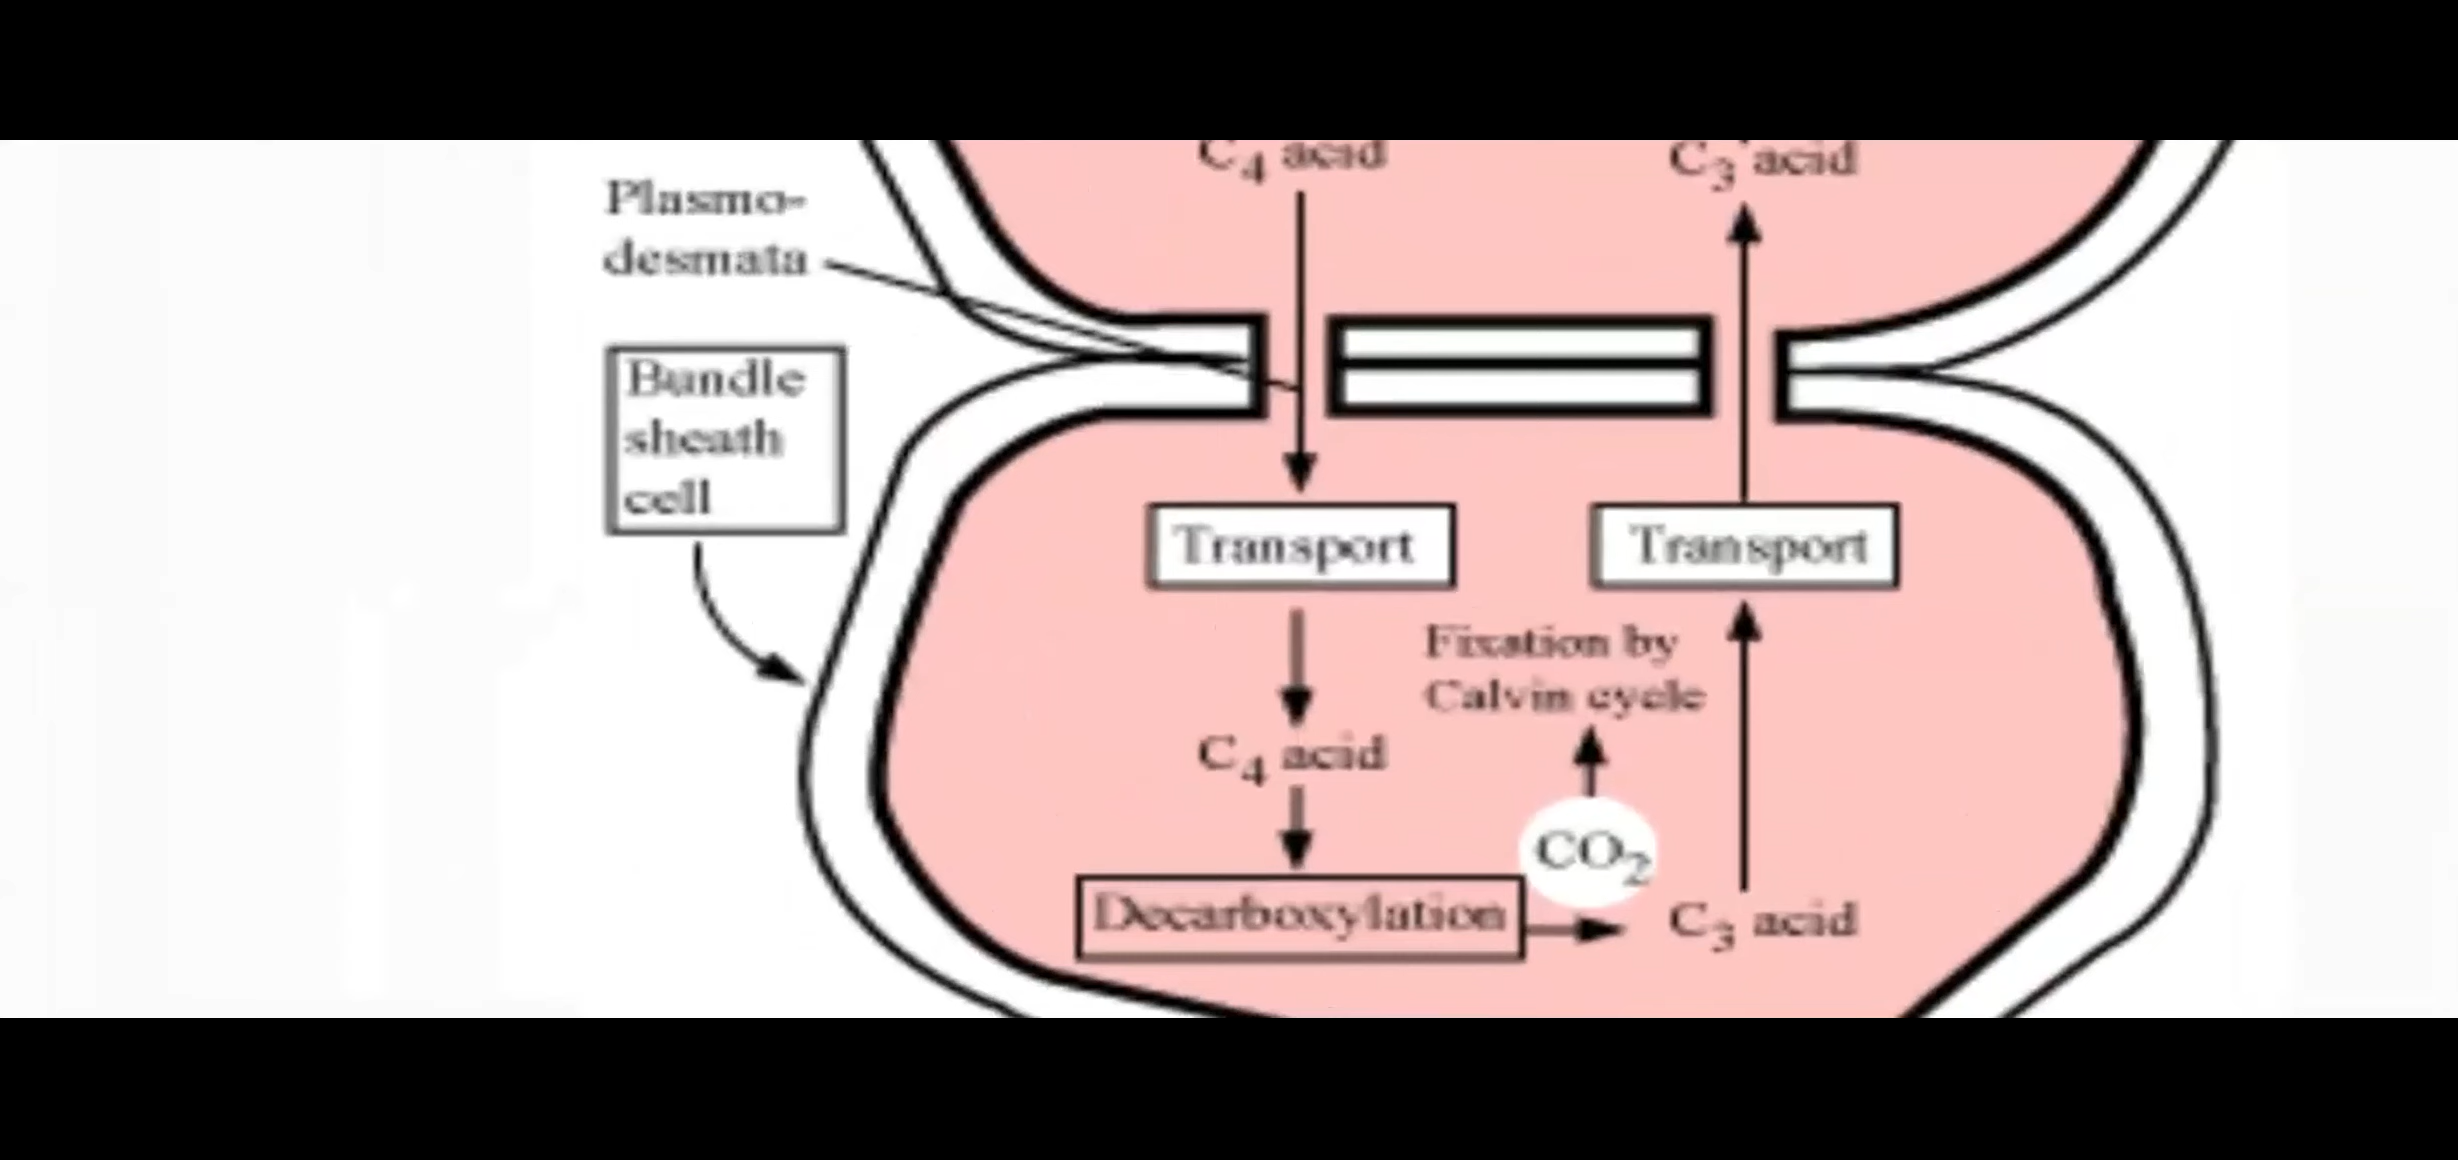 C₄ acid
C₃ acid
Plasmo-
desmata
Bundle
sheath
cell
Transport
Transport
Fixation by
Calvin cycle
C₄ acid
CO₂
Decarboxylation
C₃ acid